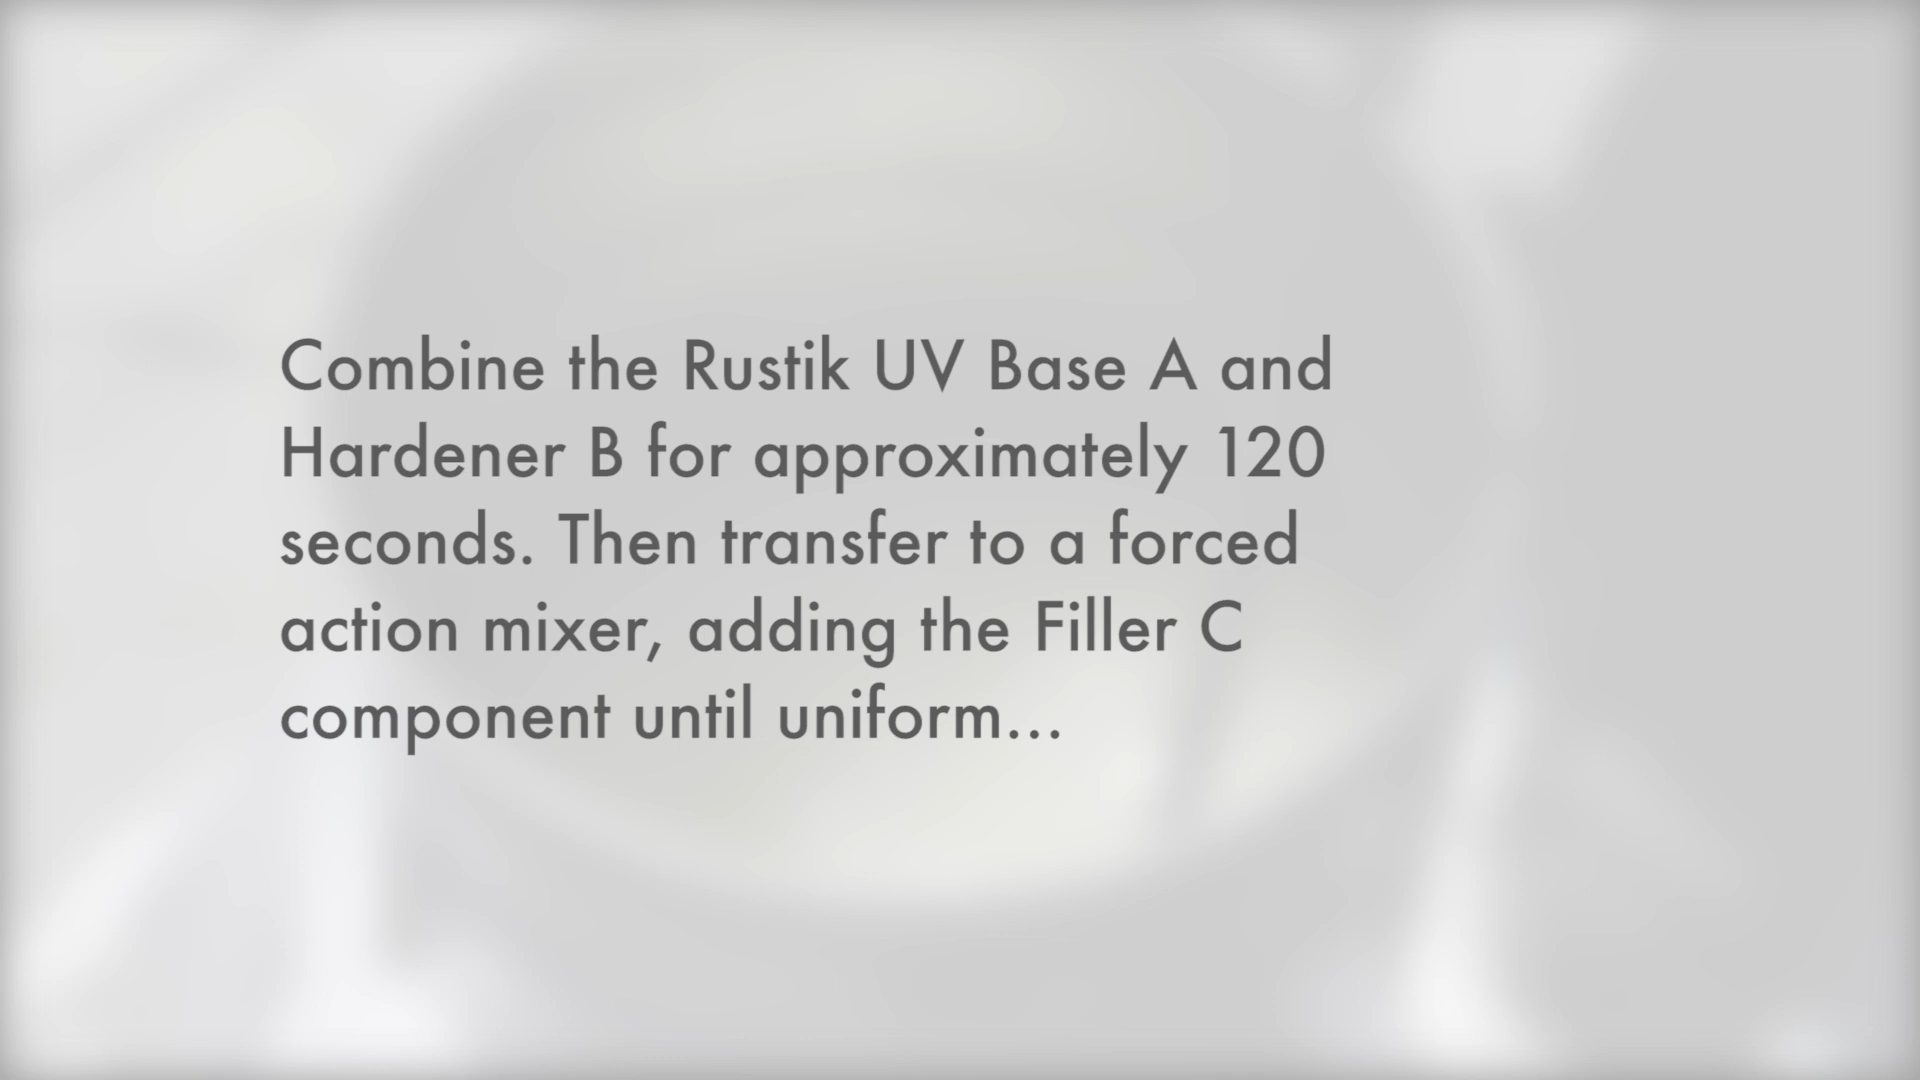 Combine the Rustik UV Base A and
Hardener B for approximately 120
seconds. Then transfer to a forced
action mixer, adding the Filler C
component until uniform...